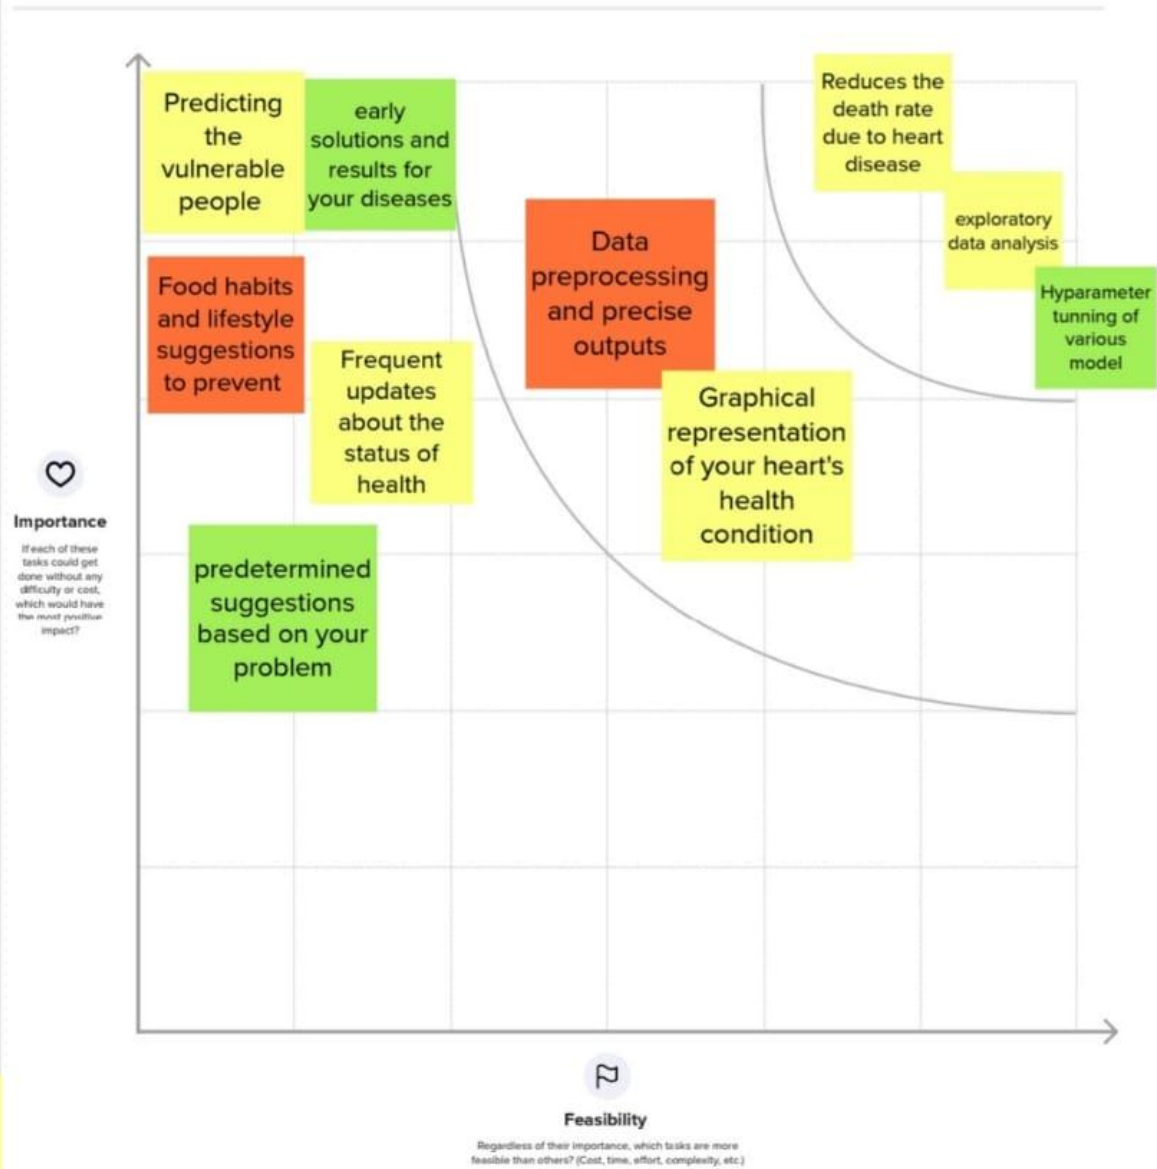 Predicting
the
vulnerable
people
early
solutions and
results for
your diseases
Reduces the
death rate
due to heart
disease
exploratory
data analysis
Hyparameter
tunning of
various
model
Data
preprocessing
and precise
outputs
Food habits
and lifestyle
suggestions
to prevent
Frequent
updates
about the
status of
health
Graphical
representation
of your heart's
health
condition
predetermined
suggestions
based on your
problem
Importance
If each of these
tasks could get
done without any
difficulty or cost,
which would have
the most positive
impact?
Feasibility
Regardless of their importance, which tasks are more
feasible than others? (Cost, time, effort, complexity, etc.)